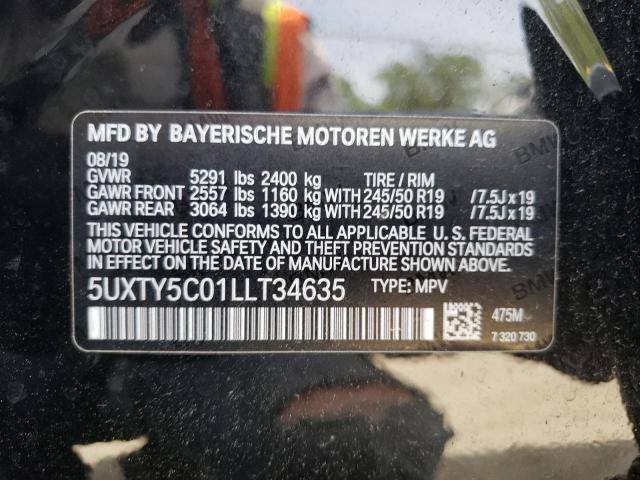 MFD BY BAYERISCHE MOTOREN WERKE AG
08/19
GVWR 5291 lbs 2400 kg TIRE / RIM
GAWR FRONT 2557 lbs 1160 kg WITH 245/50 R19 /7.5J x 19
GAWR REAR 3064 lbs 1390 kg WITH 245/50 R19 /7.5J x 19
THIS VEHICLE CONFORMS TO ALL APPLICABLE U. S. FEDERAL
MOTOR VEHICLE SAFETY AND THEFT PREVENTION STANDARDS
IN EFFECT ON THE DATE OF MANUFACTURE SHOWN ABOVE.
5UXTY5C01LLT34635 TYPE: MPV
475M
7 320 730